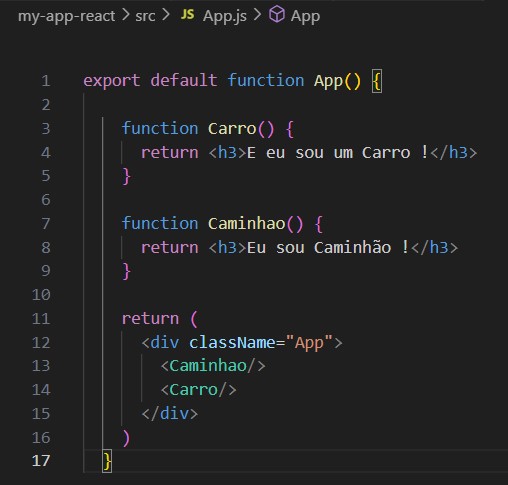 my-app-react > src > JS App.js > App
1 export default function App() {
2
3 function Carro() {
4 return <h3>E eu sou um Carro !</h3>
5 }
6
7 function Caminhao() {
8 return <h3>Eu sou Caminhão !</h3>
9 }
10
11 return (
12 <div className="App">
13 <Caminhao/>
14 <Carro/>
15 </div>
16 )
17 }